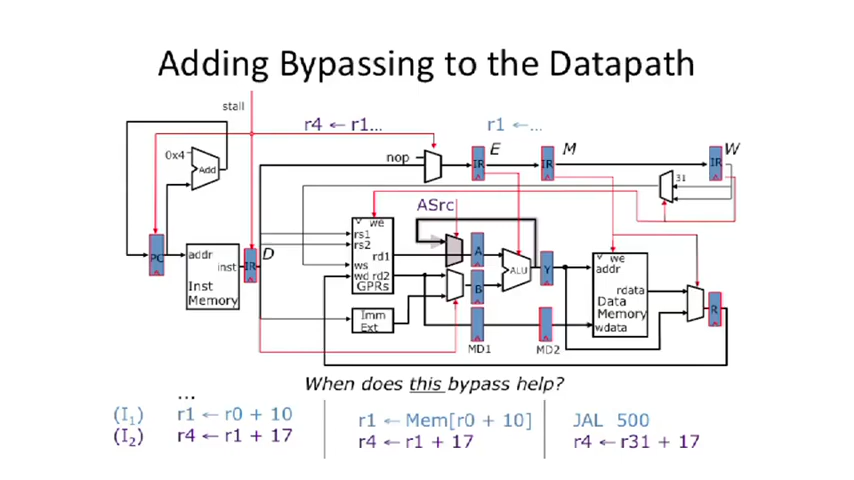 Adding Bypassing to the Datapath
stall
r4 ← r1...
r1 ←...
0x4
Add
nop
IR
E
IR
M
IR
W
31
ASrc
PC
addr
inst
Inst
Memory
IR
D
we
rs1
rs2
rd1
ws
wd rd2
GPRs
A
B
ALU
Y
we
addr
rdata
Data
Memory
wdata
R
Imm
Ext
MD1
MD2
When does this bypass help?
...
(I₁) r1 ← r0 + 10
(I₂) r4 ← r1 + 17
r1 ← Mem[r0 + 10]
r4 ← r1 + 17
JAL 500
r4 ← r31 + 17